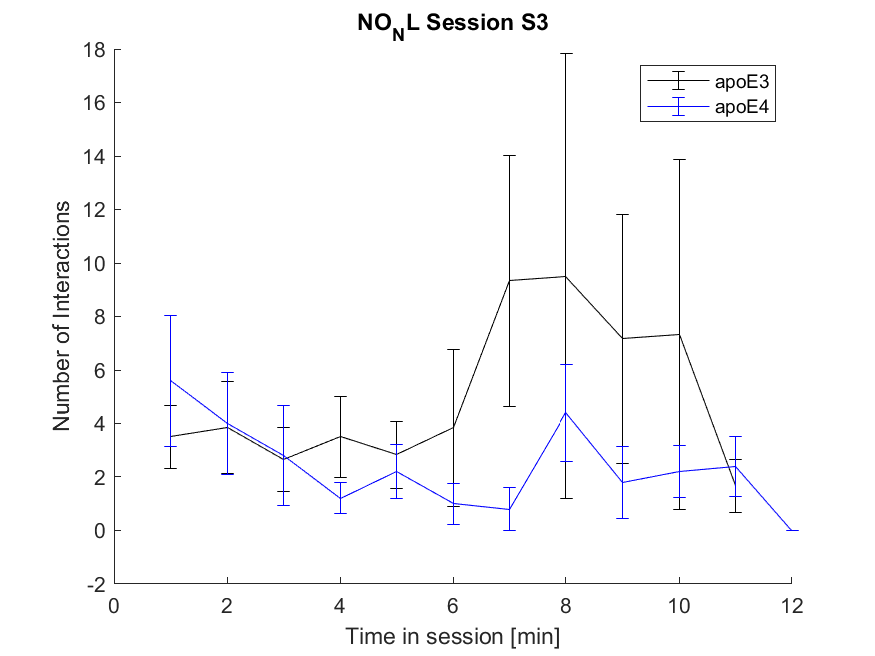 NO_NL Session S3
18
16
14
12
10
8
6
4
2
0
-2
Number of Interactions
apoE3
apoE4
0 2 4 6 8 10 12
Time in session [min]